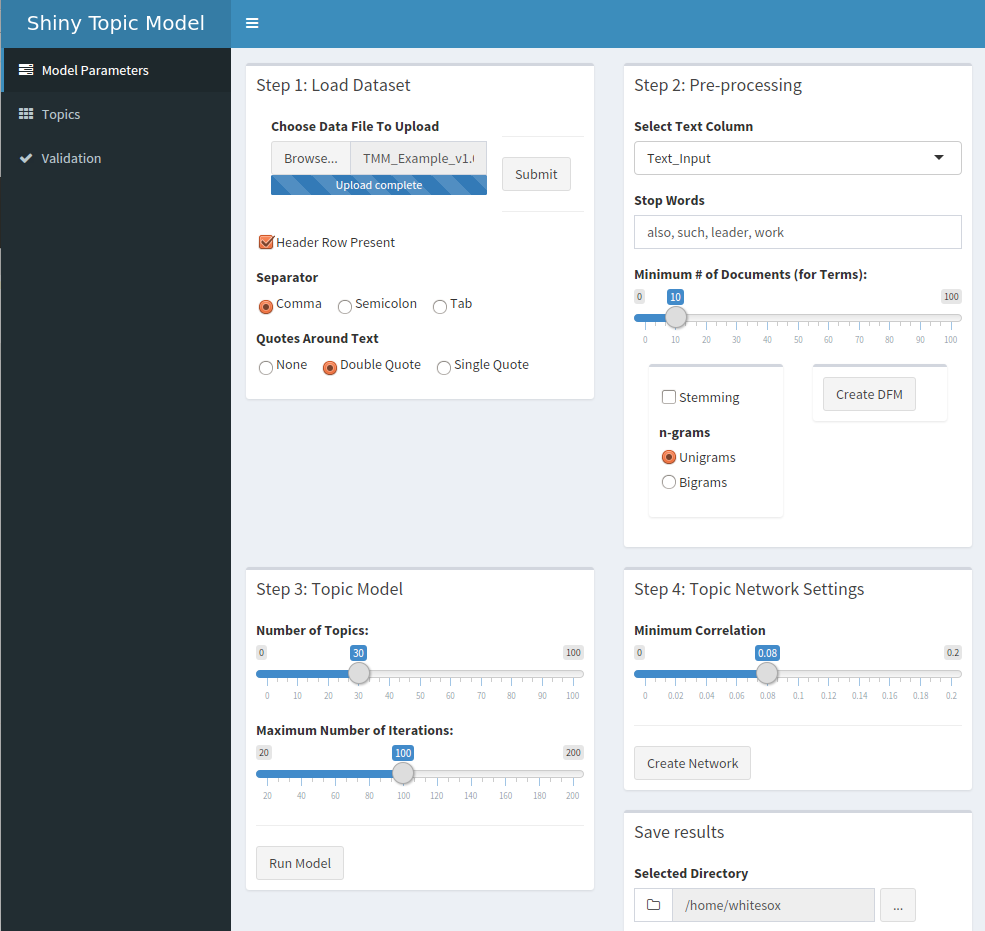 Shiny Topic Model
Model Parameters
Topics
Validation
Step 1: Load Dataset
Choose Data File To Upload
Browse... TMM_Example_v1.
Upload complete
Submit
Header Row Present
Separator
Comma Semicolon Tab
Quotes Around Text
None Double Quote Single Quote
Step 2: Pre-processing
Select Text Column
Text_Input
Stop Words
also, such, leader, work
Minimum # of Documents (for Terms):
0 10 100
0 10 20 30 40 50 60 70 80 90 100
Stemming
n-grams
Unigrams
Bigrams
Create DFM
Step 3: Topic Model
Number of Topics:
0 30 100
0 10 20 30 40 50 60 70 80 90 100
Maximum Number of Iterations:
20 100 200
20 40 60 80 100 120 140 160 180 200
Run Model
Step 4: Topic Network Settings
Minimum Correlation
0 0.08 0.2
0 0.02 0.04 0.06 0.08 0.1 0.12 0.14 0.16 0.18 0.2
Create Network
Save results
Selected Directory
/home/whitesox ...